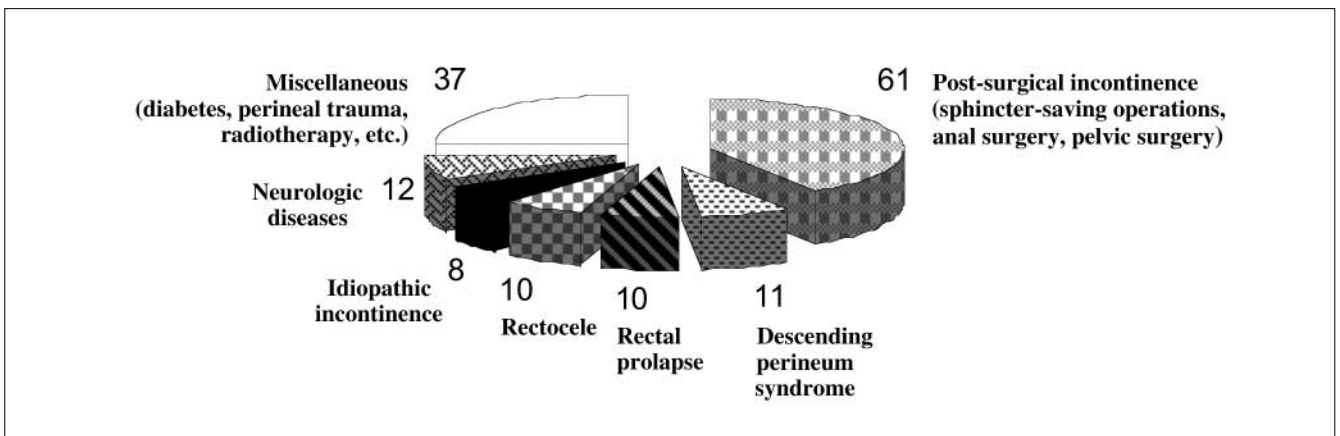 Miscellaneous
(diabetes, perineal trauma,
radiotherapy, etc.)
37
61
Post-surgical incontinence
(sphincter-saving operations,
anal surgery, pelvic surgery)
Neurologic
diseases
12
Idiopathic
incontinence
8
10
Rectocele
10
Rectal
prolapse
11
Descending
perineum
syndrome